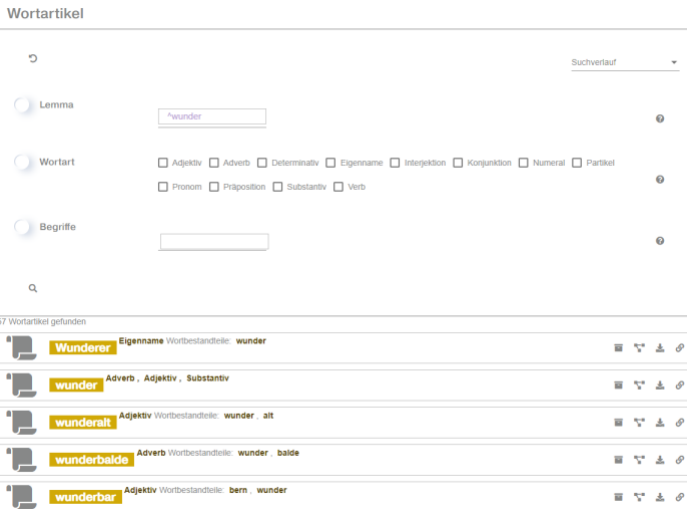 Wortartikel
Suchverlauf
Lemma
^wunder
Wortart
Adjektiv Adverb Determinativ Eigenname Interjektion Konjunktion Numeral Partikel
Pronom Präposition Substantiv Verb
Begriffe
57 Wortartikel gefunden
Wunderer Eigenname Wortbestandteile: wunder
wunder Adverb , Adjektiv , Substantiv
wunderalt Adjektiv Wortbestandteile: wunder , alt
wunderbalde Adverb Wortbestandteile: wunder , balde
wunderbar Adjektiv Wortbestandteile: bern , wunder